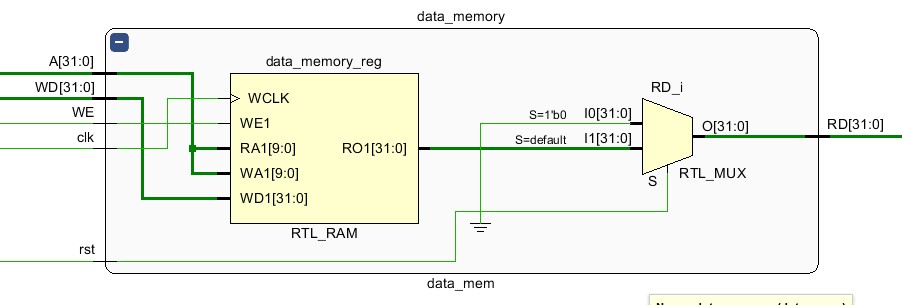 data_memory
A[31:0]
WD[31:0]
WE
clk
rst
data_memory_reg
WCLK
WE1
RA1[9:0]
WA1[9:0]
WD1[31:0]
RO1[31:0]
RTL_RAM
S=1'b0
I0[31:0]
S=default
I1[31:0]
RD_i
S
O[31:0]
RTL_MUX
RD[31:0]
data_mem